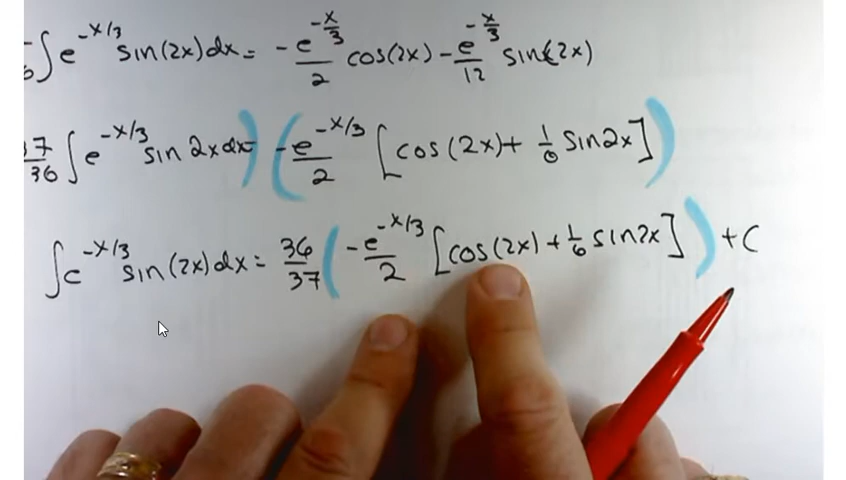 ∫e^{-x/3} sin(2x)dx = -e^{-x/3}/2 cos(2x) - e^{-x/3}/12 sin(2x)
37/36 ∫e^{-x/3} sin 2x dx) (-e^{-x/3}/2 [cos(2x) + 1/6 sin2x])
∫e^{-x/3} sin(2x)dx = 36/37 (-e^{-x/3}/2 [cos(2x) + 1/6 sin2x]) + C